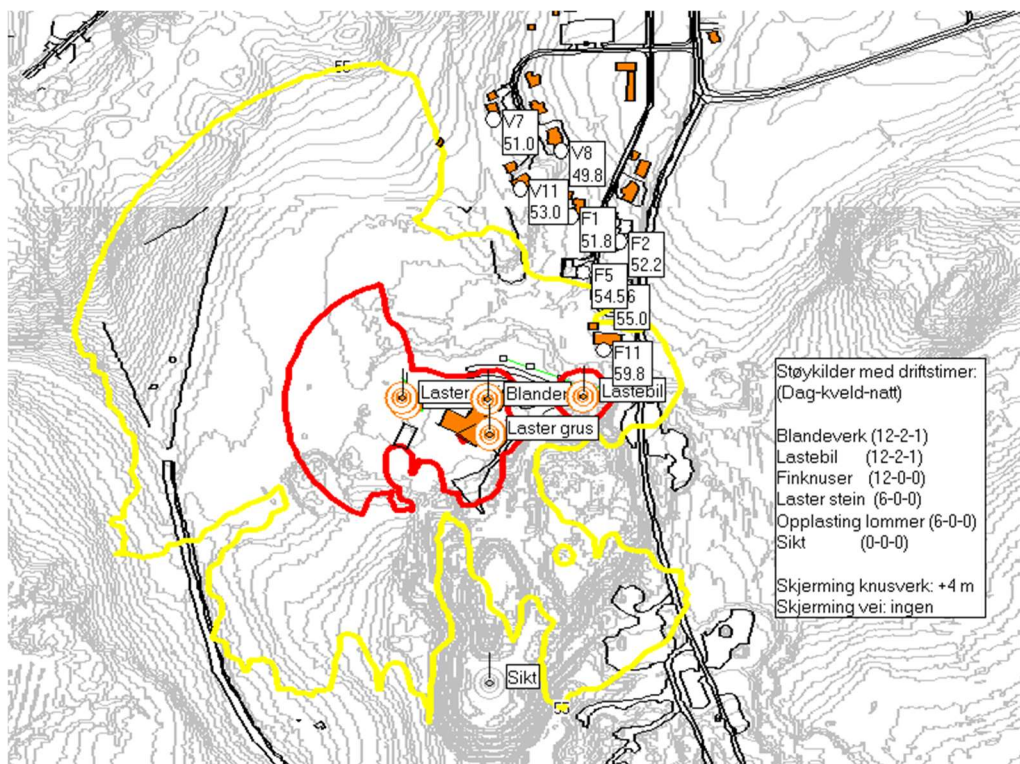 55
V7
51.0
V8
49.8
V11
53.0
F1
51.8
F2
52.2
F5
54.5
6
55.0
F11
59.8
Laster
Blander
Lastebil
Laster grus
Støykilder med driftstimer:
(Dag-kveld-natt)
Blandeverk (12-2-1)
Lastebil (12-2-1)
Finknuser (12-0-0)
Laster stein (6-0-0)
Opplasting lommer (6-0-0)
Sikt (0-0-0)
Skjerming knusverk: +4 m
Skjerming vei: ingen
Sikt
55